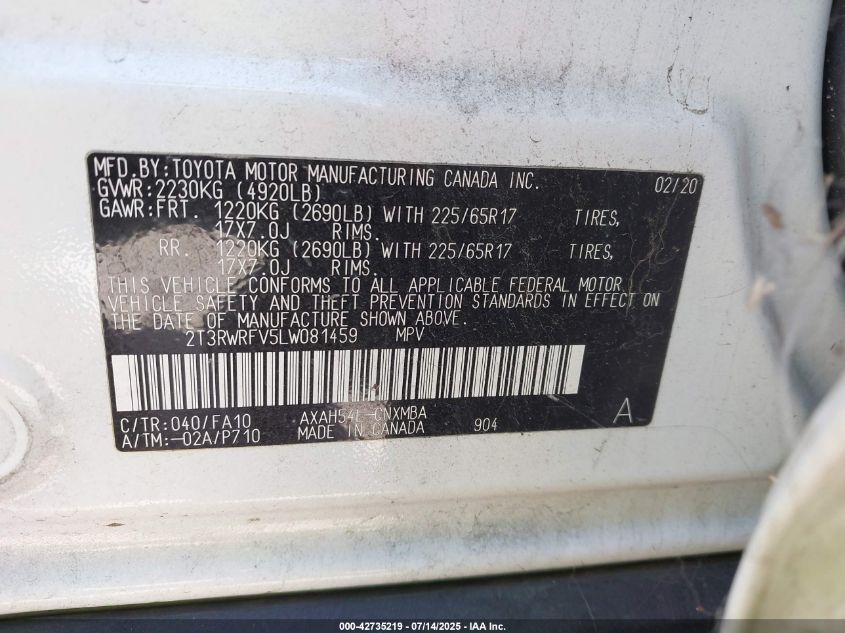 MFD.BY:TOYOTA MOTOR MANUFACTURING CANADA INC. 02/20
GVWR:2230KG (4920LB)
GAWR:FRT. 1220KG (2690LB) WITH 225/65R17 TIRES,
17X7.0J RIMS.
RR. 1220KG (2690LB) WITH 225/65R17 TIRES,
17X7.0J RIMS.
THIS VEHICLE CONFORMS TO ALL APPLICABLE FEDERAL MOTOR
VEHICLE SAFETY AND THEFT PREVENTION STANDARDS IN EFFECT ON
THE DATE OF MANUFACTURE SHOWN ABOVE.
2T3RWRFV5LW081459 MPV
C/TR:040/FA10 AXAH54L-CNXMBA A
A/TM:-02A/P710 MADE IN CANADA 904
000-42735219 - 07/14/2025 - IAA Inc.